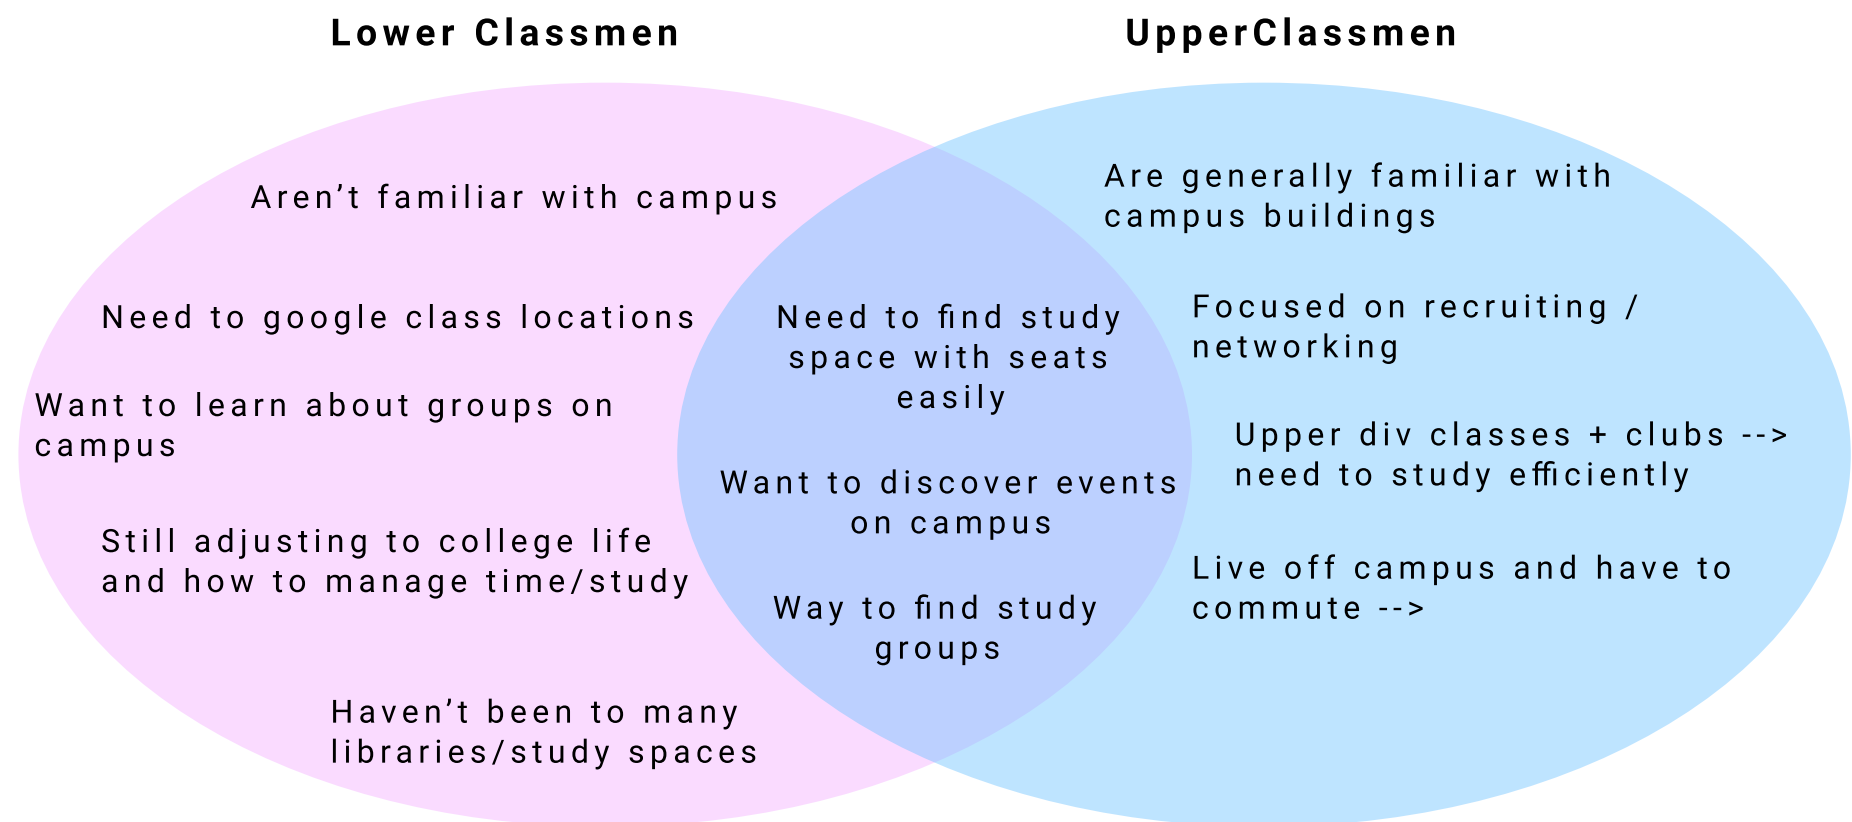 Lower Classmen
UpperClassmen
Aren’t familiar with campus
Need to google class locations
Want to learn about groups on
campus
Still adjusting to college life
and how to manage time/study
Haven’t been to many
libraries/study spaces
Need to find study
space with seats
easily
Want to discover events
on campus
Way to find study
groups
Are generally familiar with
campus buildings
Focused on recruiting /
networking
Upper div classes + clubs -->
need to study efficiently
Live off campus and have to
commute -->